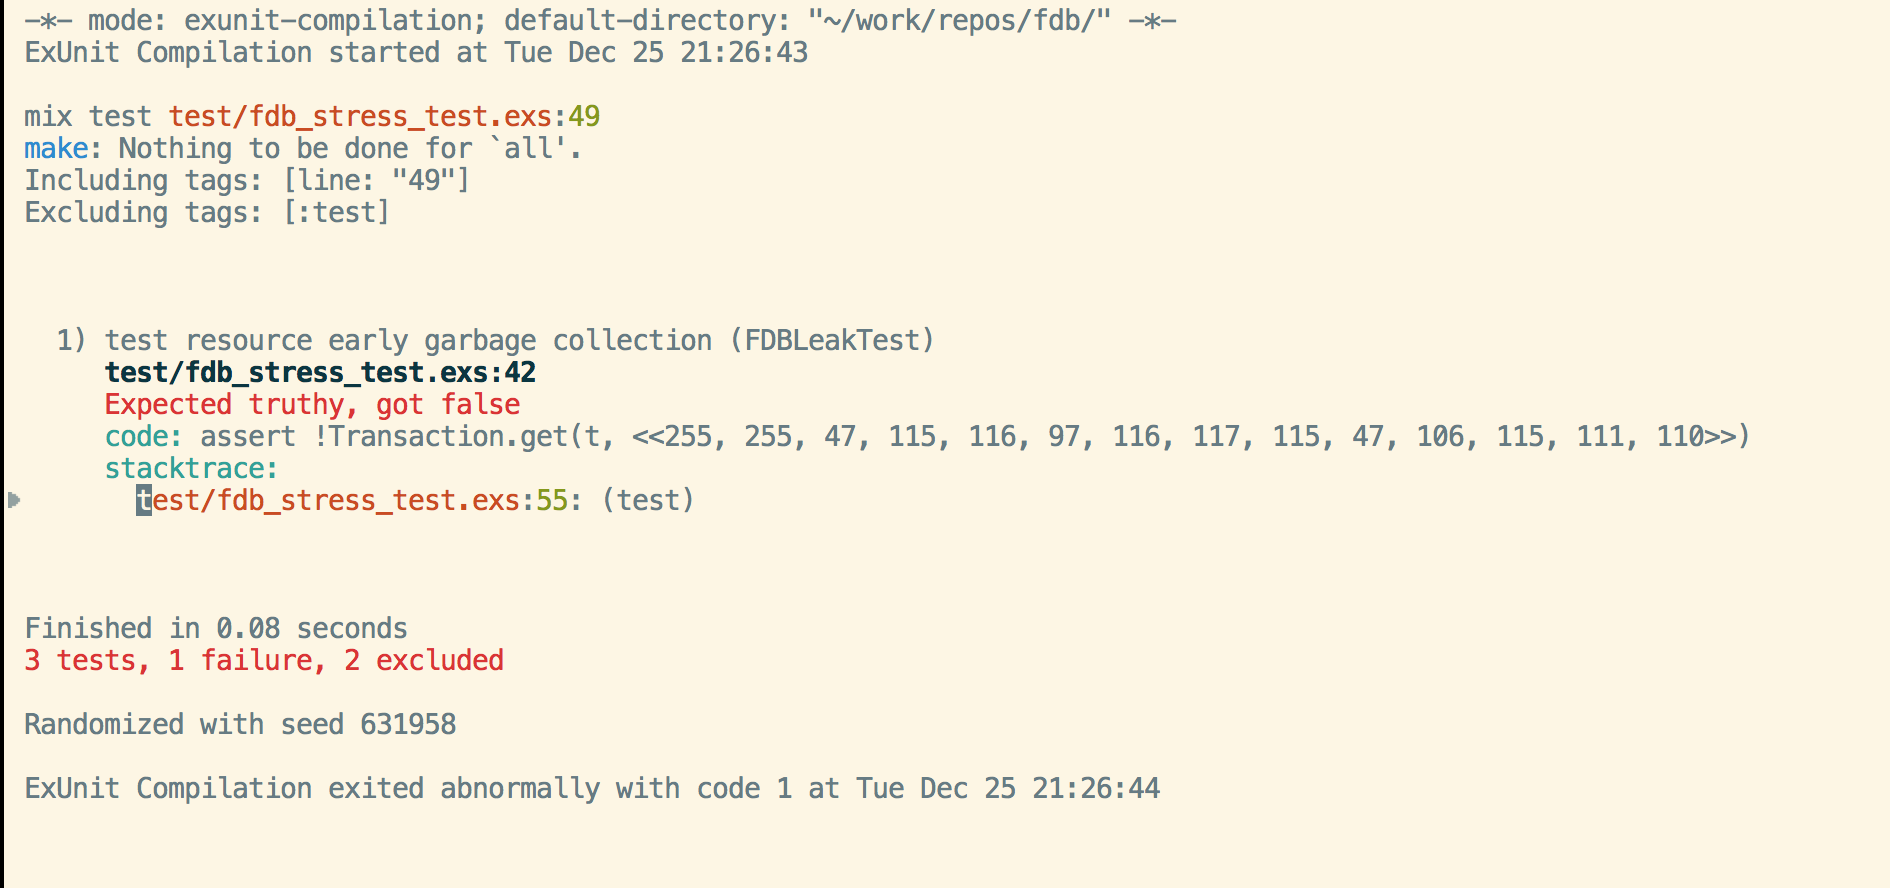 -*- mode: exunit-compilation; default-directory: "~/work/repos/fdb/" -*-
ExUnit Compilation started at Tue Dec 25 21:26:43
mix test test/fdb_stress_test.exs:49
make: Nothing to be done for `all'.
Including tags: [line: "49"]
Excluding tags: [:test]
1) test resource early garbage collection (FDBLeakTest)
test/fdb_stress_test.exs:42
Expected truthy, got false
code: assert !Transaction.get(t, <<255, 255, 47, 115, 116, 97, 116, 117, 115, 47, 106, 115, 111, 110>>)
stacktrace:
test/fdb_stress_test.exs:55: (test)
Finished in 0.08 seconds
3 tests, 1 failure, 2 excluded
Randomized with seed 631958
ExUnit Compilation exited abnormally with code 1 at Tue Dec 25 21:26:44